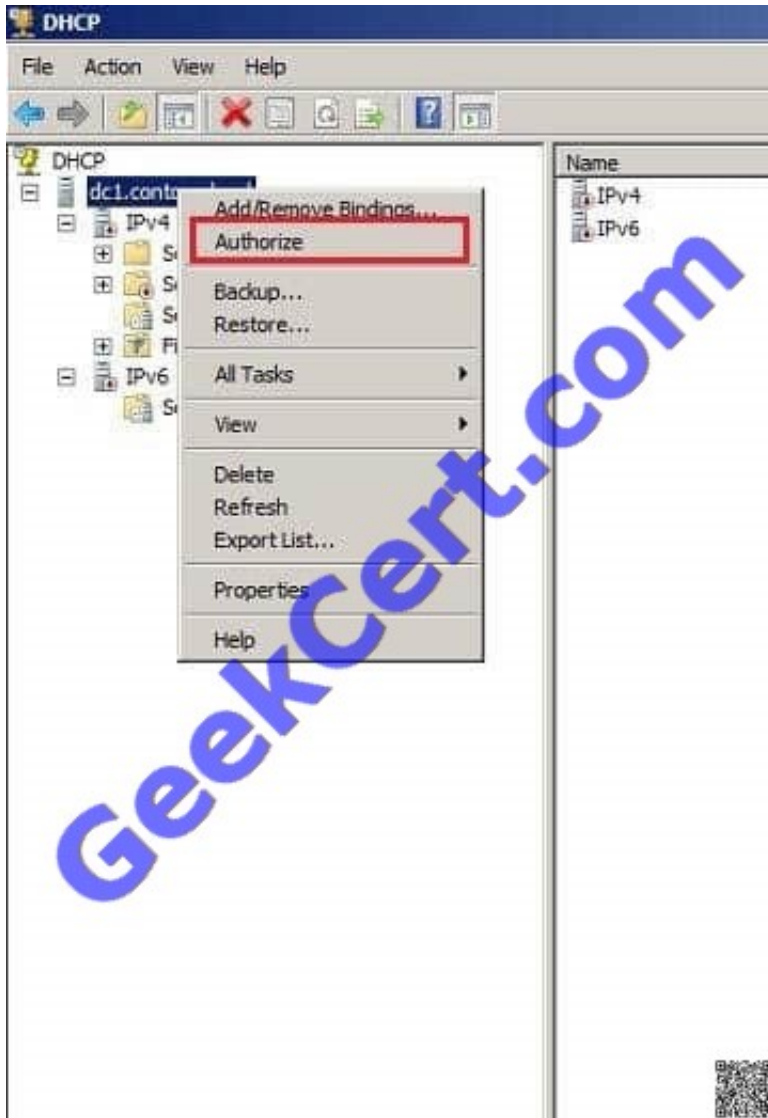 DHCP
File Action View Help
DHCP
IPv4
IPv6
Add/Remove Bindings...
Authorize
Backup...
Restore...
All Tasks
View
Delete
Refresh
Export List...
Properties
Help
Name
IPv4
IPv6
GeekCert.com